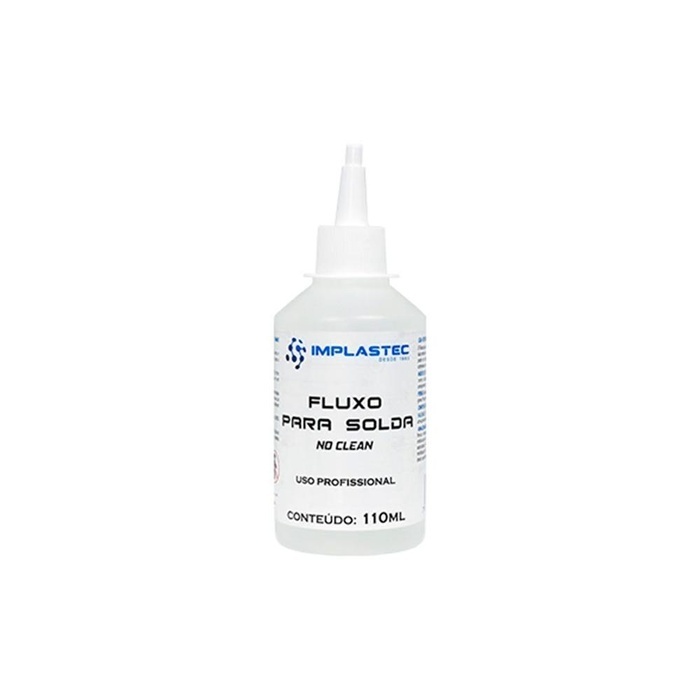 IMPLASTEC
FLUXO
PARA SOLDA
NO CLEAN
USO PROFISSIONAL
CONTEÚDO: 110ML